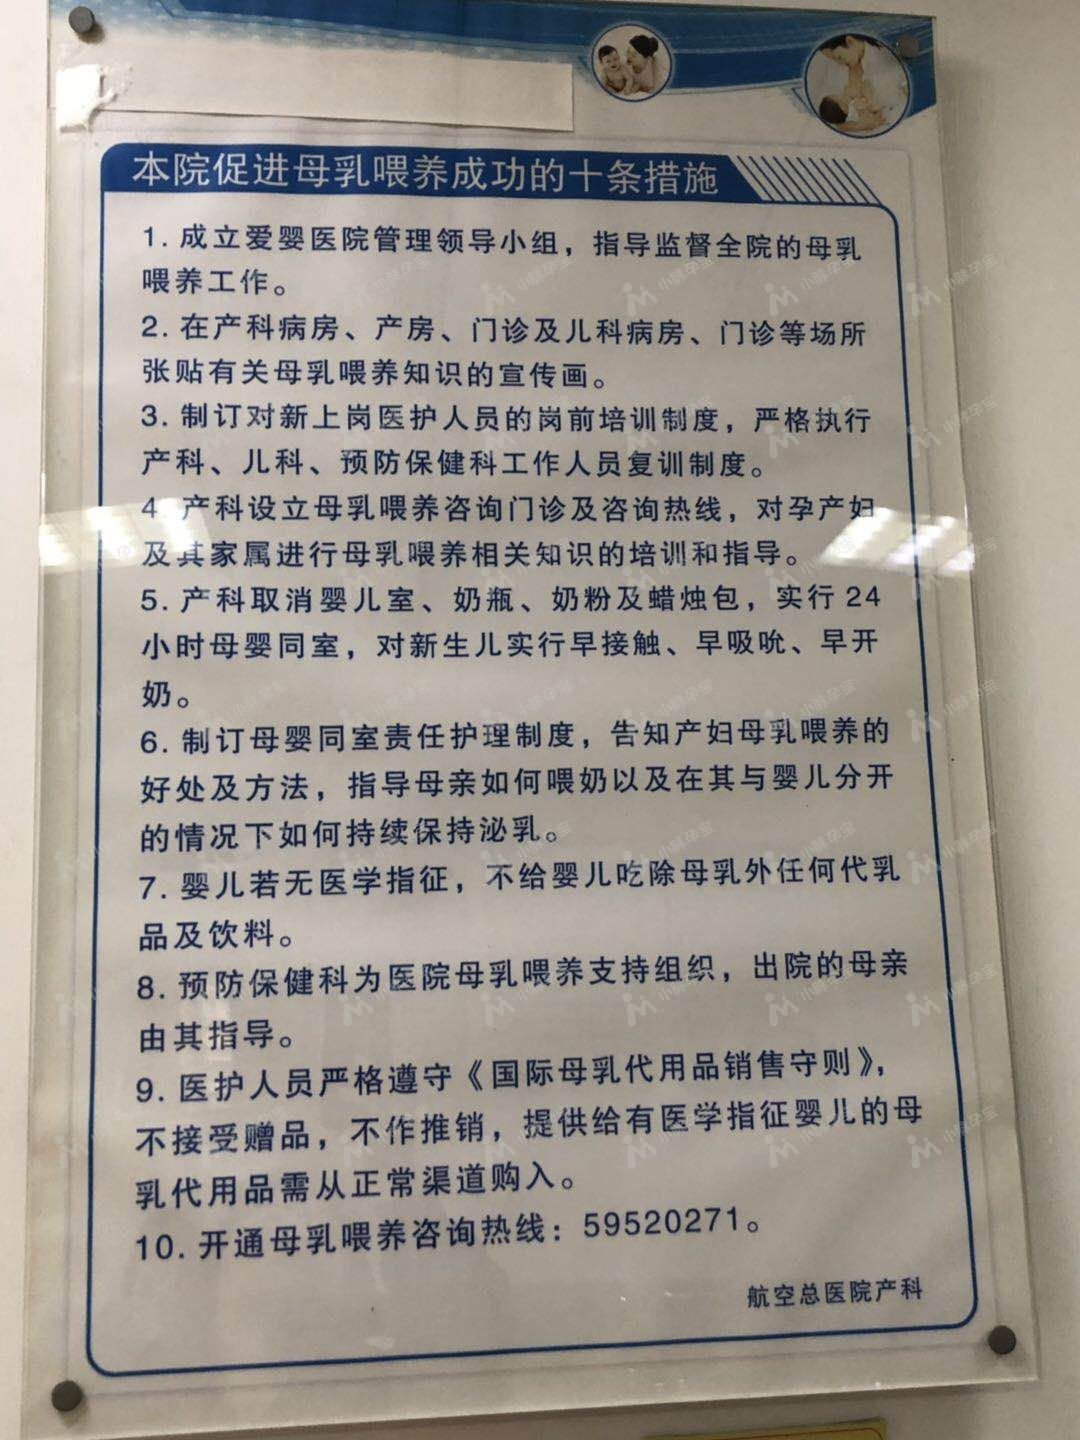 本院促进母乳喂养成功的十条措施
1. 成立爱婴医院管理领导小组，指导监督全院的母乳
喂养工作。
2. 在产科病房、产房、门诊及儿科病房、门诊等场所
张贴有关母乳喂养知识的宣传画。
3. 制订对新上岗医护人员的岗前培训制度，严格执行
产科、儿科、预防保健科工作人员复训制度。
4. 产科设立母乳喂养咨询门诊及咨询热线，对孕产妇
及其家属进行母乳喂养相关知识的培训和指导。
5. 产科取消婴儿室、奶瓶、奶粉及蜡烛包，实行 24
小时母婴同室，对新生儿实行早接触、早吸吮、早开
奶。
6. 制订母婴同室责任护理制度，告知产妇母乳喂养的
好处及方法，指导母亲如何喂奶以及在其与婴儿分开
的情况下如何持续保持泌乳。
7. 婴儿若无医学指征，不给婴儿吃除母乳外任何代乳
品及饮料。
8. 预防保健科为医院母乳喂养支持组织，出院的母亲
由其指导。
9. 医护人员严格遵守《国际母乳代用品销售守则》，
不接受赠品，不作推销，提供给有医学指征婴儿的母
乳代用品需从正常渠道购入。
10. 开通母乳喂养咨询热线：59520271。
航空总医院产科
小脉孕宝